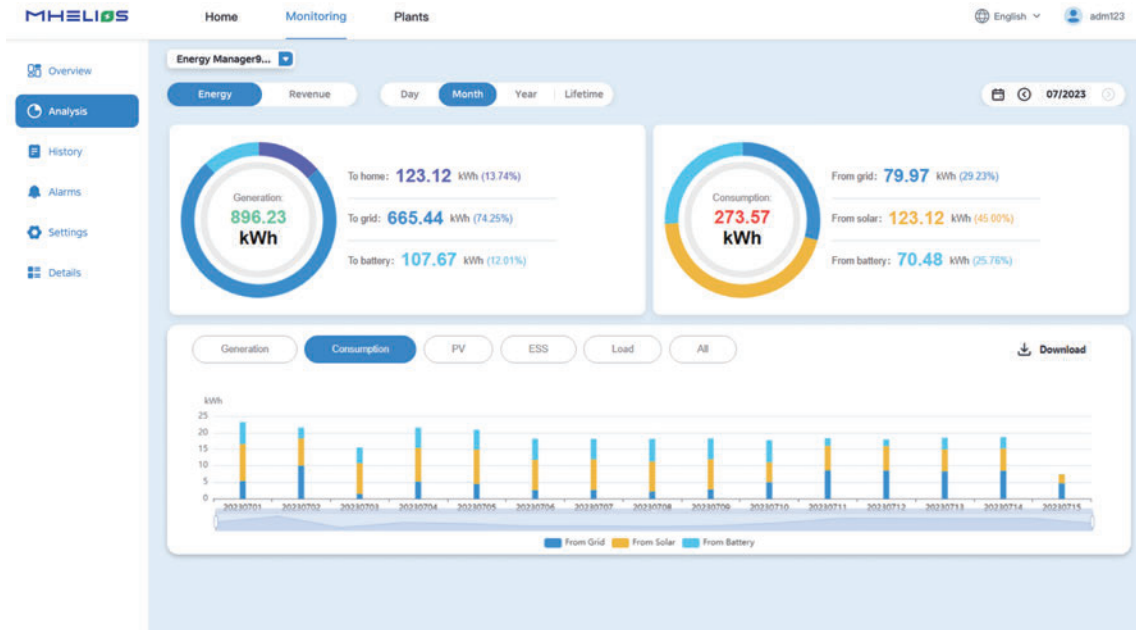 MHELIOS
Home Monitoring Plants
English adm123
Overview
Analysis
History
Alarms
Settings
Details
Energy Manager9...
Energy Revenue
Day Month Year Lifetime
07/2023
Generation:
896.23
kWh
To home: 123.12 kWh (13.74%)
To grid: 665.44 kWh (74.25%)
To battery: 107.67 kWh (12.01%)
Consumption:
273.57
kWh
From grid: 79.97 kWh (29.23%)
From solar: 123.12 kWh (45.00%)
From battery: 70.48 kWh (25.76%)
Generation Consumption PV ESS Load All
Download
kWh
25
20
15
10
5
0
20230701 20230702 20230703 20230704 20230705 20230706 20230707 20230708 20230709 20230710 20230711 20230712 20230713 20230714 20230715
From Grid From Solar From Battery